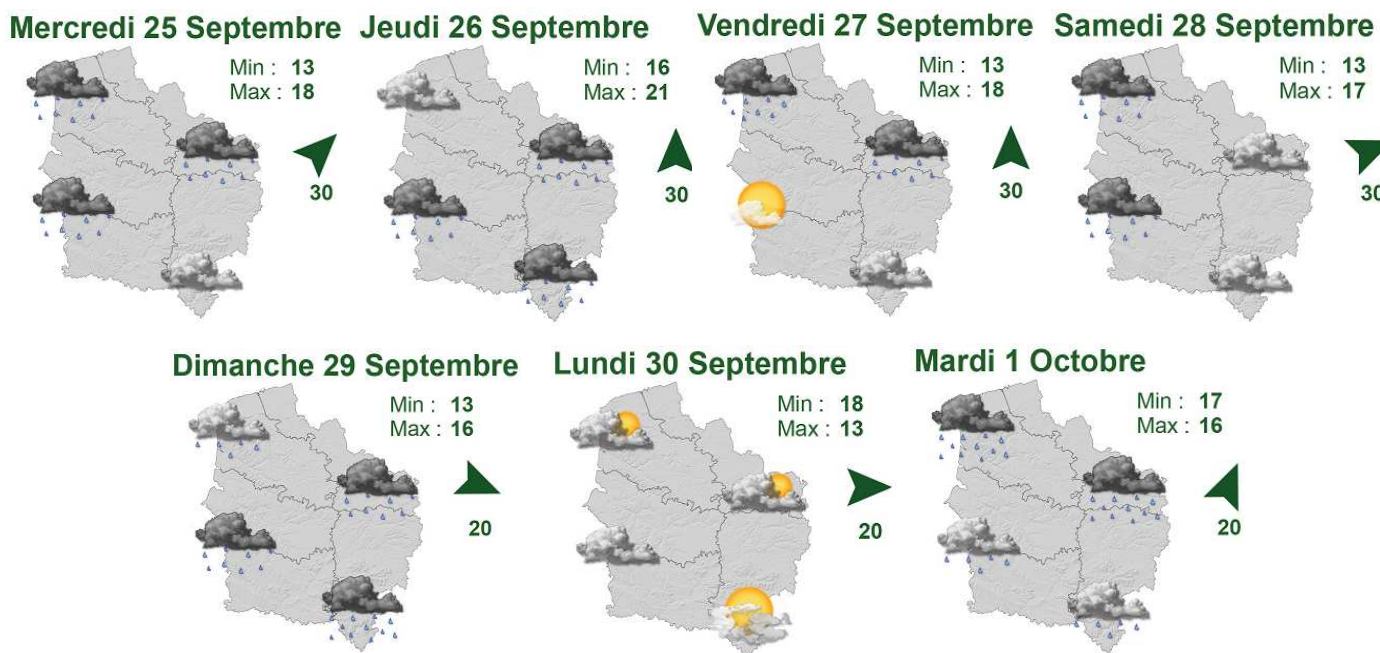 Mercredi 25 Septembre
Min : 13
Max : 18
30
Jeudi 26 Septembre
Min : 16
Max : 21
30
Vendredi 27 Septembre
Min : 13
Max : 18
30
Samedi 28 Septembre
Min : 13
Max : 17
30
Dimanche 29 Septembre
Min : 13
Max : 16
20
Lundi 30 Septembre
Min : 18
Max : 13
20
Mardi 1 Octobre
Min : 17
Max : 16
20